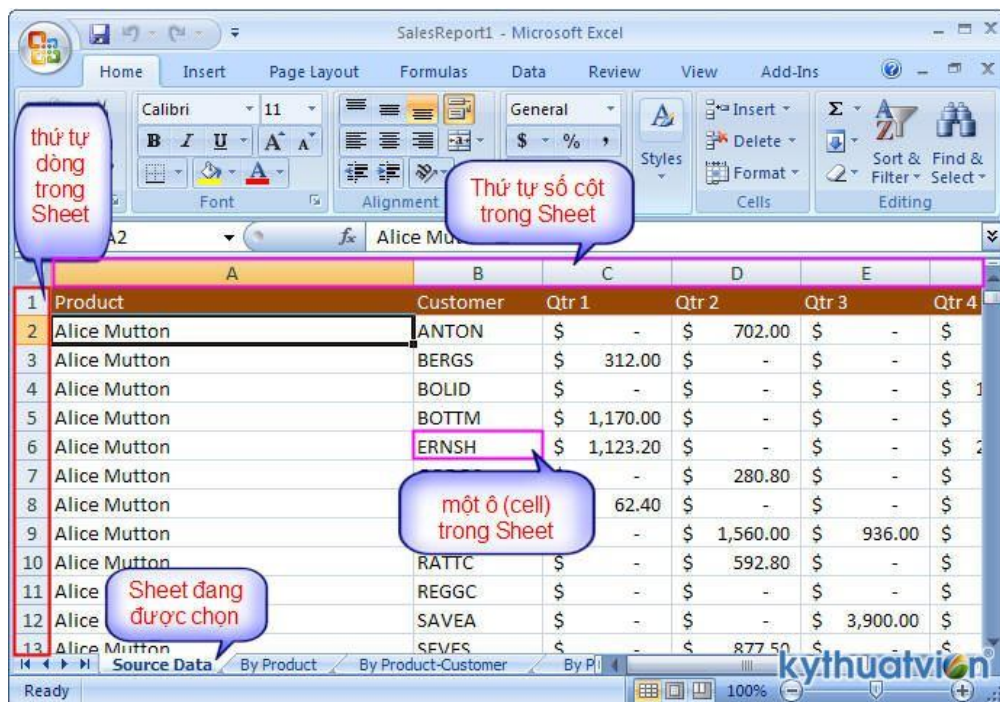 SalesReport1 - Microsoft Excel
Home Insert Page Layout Formulas Data Review View Add-Ins
Calibri 11 General Σ
B I U A A $ % , Styles
Insert
Delete
Format
Sort & Filter
Find & Select
Font Alignment Cells Editing
thứ tự
dòng
trong
Sheet
Thứ tự số cột
trong Sheet
A2 fx Alice
A B C D E
1 Product Customer Qtr 1 Qtr 2 Qtr 3 Qtr 4
2 Alice Mutton ANTON $ - $ 702.00 $ - $
3 Alice Mutton BERGS $ 312.00 $ - $ - $
4 Alice Mutton BOLID $ - $ - $ - $ 1
5 Alice Mutton BOTTM $ 1,170.00 $ - $ - $
6 Alice Mutton ERNSH $ 1,123.20 $ - $ - $ 2
7 Alice Mutton - $ 280.80 $ - $
8 Alice Mutton 62.40 $ - $ - $
9 Alice Mutton - $ 1,560.00 $ 936.00 $
một ô (cell)
trong Sheet
10 Alice RATTC $ - $ 592.80 $ - $
11 Alice REGGC $ - $ - $ - $
12 Alice SAVEA $ - $ - $ 3,900.00 $
13 Alice Mutton SEVES $ - $ 877.50 $ - $
Sheet đang
được chọn
Source Data By Product By Product-Customer By P
kythuatvien
Ready 100%